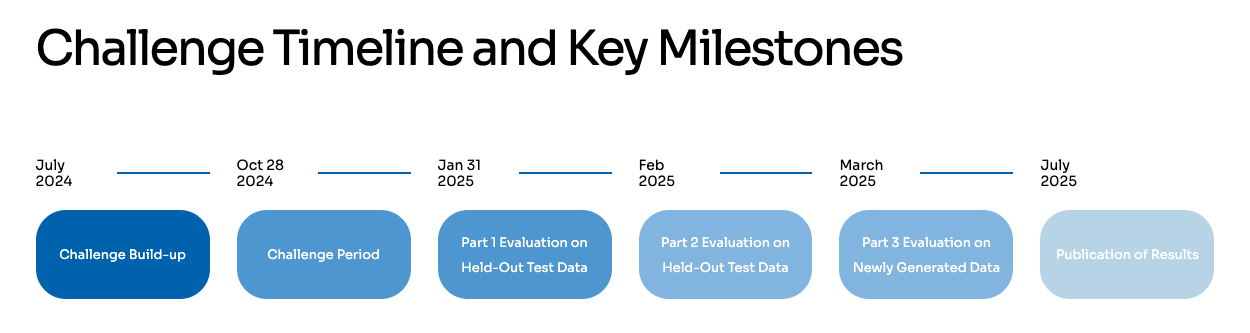 Challenge Timeline and Key Milestones
July
2024
Oct 28
2024
Jan 31
2025
Feb
2025
March
2025
July
2025
Challenge Build-up
Challenge Period
Part 1 Evaluation on
Held-Out Test Data
Part 2 Evaluation on
Held-Out Test Data
Part 3 Evaluation on
Newly Generated Data
Publication of Results